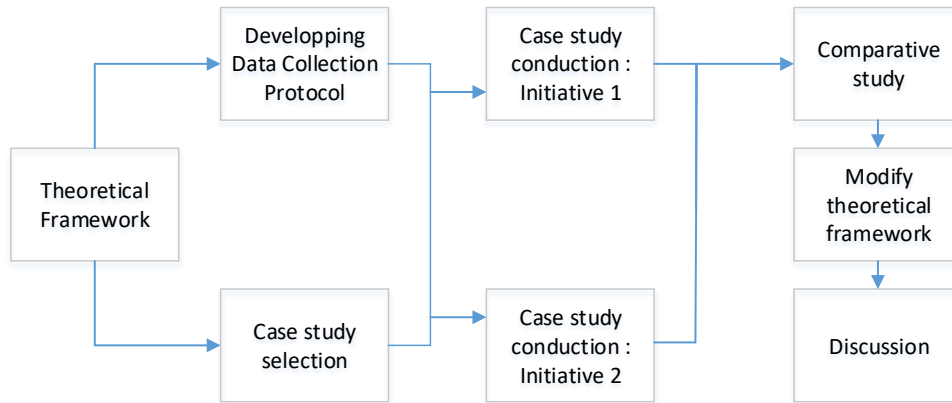 Theoretical
Framework
Developping
Data Collection
Protocol
Case study
selection
Case study
conduction :
Initiative 1
Case study
conduction :
Initiative 2
Comparative
study
Modify
theoretical
framework
Discussion